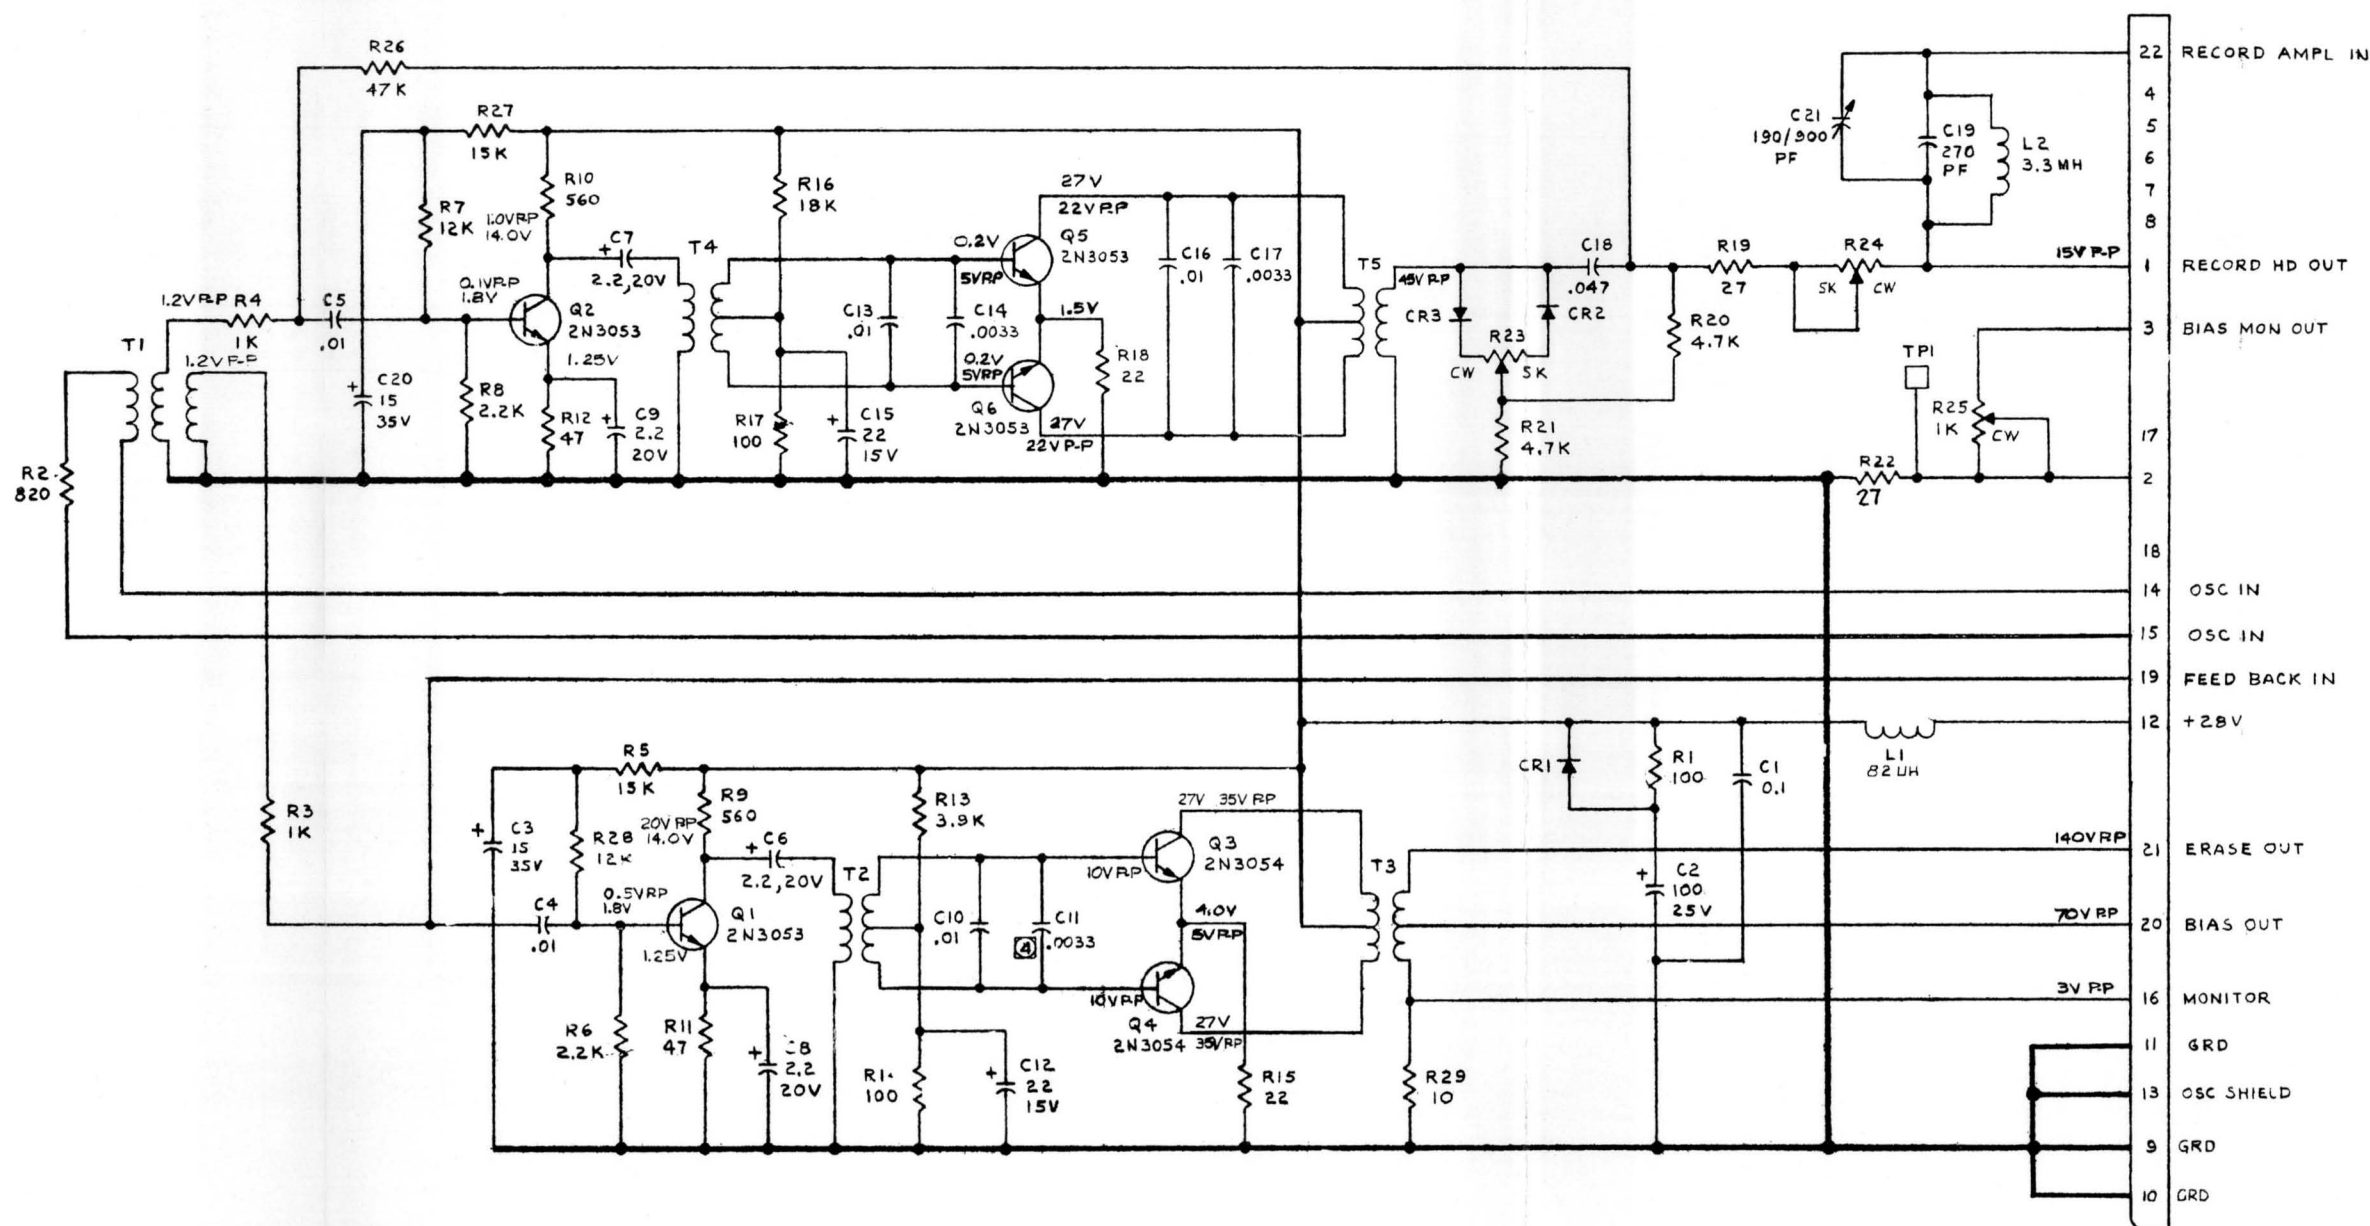 R26
47K
R27
15K
R10
560
R7
12K
1.0VP-P
14.0V
C7
2.2,20V
T4
R16
18K
27V
22VP-P
0.2V
5VP-P
Q5
2N3053
C16
.01
C17
.0033
T5
45VP-P
C18
.047
R19
27
R24
5K CW
15V P-P
C21
190/900
PF
C19
270
PF
L2
3.3MH
22 RECORD AMPL IN
4
5
6
7
8
1 RECORD HD OUT
3 BIAS MON OUT
17
2
18
14 OSC IN
15 OSC IN
19 FEED BACK IN
12 +28V
21 ERASE OUT
20 BIAS OUT
16 MONITOR
11 GRD
13 OSC SHIELD
9 GRD
10 GRD
T1
1.2VP-P
R4
1K
C5
.01
0.1VP-P
1.8V
Q2
2N3053
1.25V
1.2V P-P
C20
15
35V
R8
2.2K
R12
47
C9
2.2
20V
R17
100
C15
22
15V
C13
.01
C14
.0033
0.2V
5VP-P
1.5V
R18
22
Q6
2N3053
27V
22VP-P
CR3
CR2
R23
CW 5K
R20
4.7K
R21
4.7K
TP1
R25
1K
CW
R22
27
R2
820
R3
1K
R5
15K
C3
15
35V
R28
12K
R9
560
20VP-P
14.0V
C6
2.2,20V
T2
R13
3.9K
27V 35VP-P
Q3
2N3054
10VP-P
T3
C4
.01
0.5VP-P
1.8V
Q1
2N3053
1.25V
C10
.01
C11
.0033
4
4.0V
5VP-P
10VP-P
Q4
2N3054
27V
35VP-P
R6
2.2K
R11
47
C8
2.2
20V
100
C12
22
15V
R15
22
R29
10
CR1
R1
100
C1
0.1
L1
82UH
C2
100
25V
140VP-P
70VP-P
3VP-P